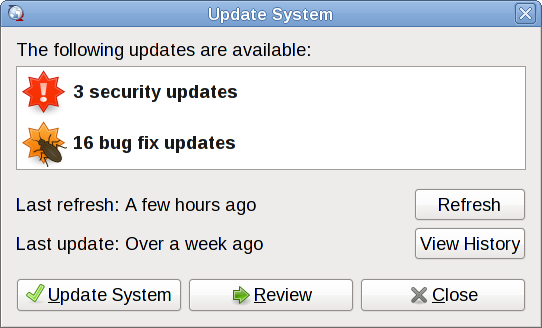 Update System
The following updates are available:
3 security updates
16 bug fix updates
Last refresh: A few hours ago
Refresh
Last update: Over a week ago
View History
Update System
Review
Close